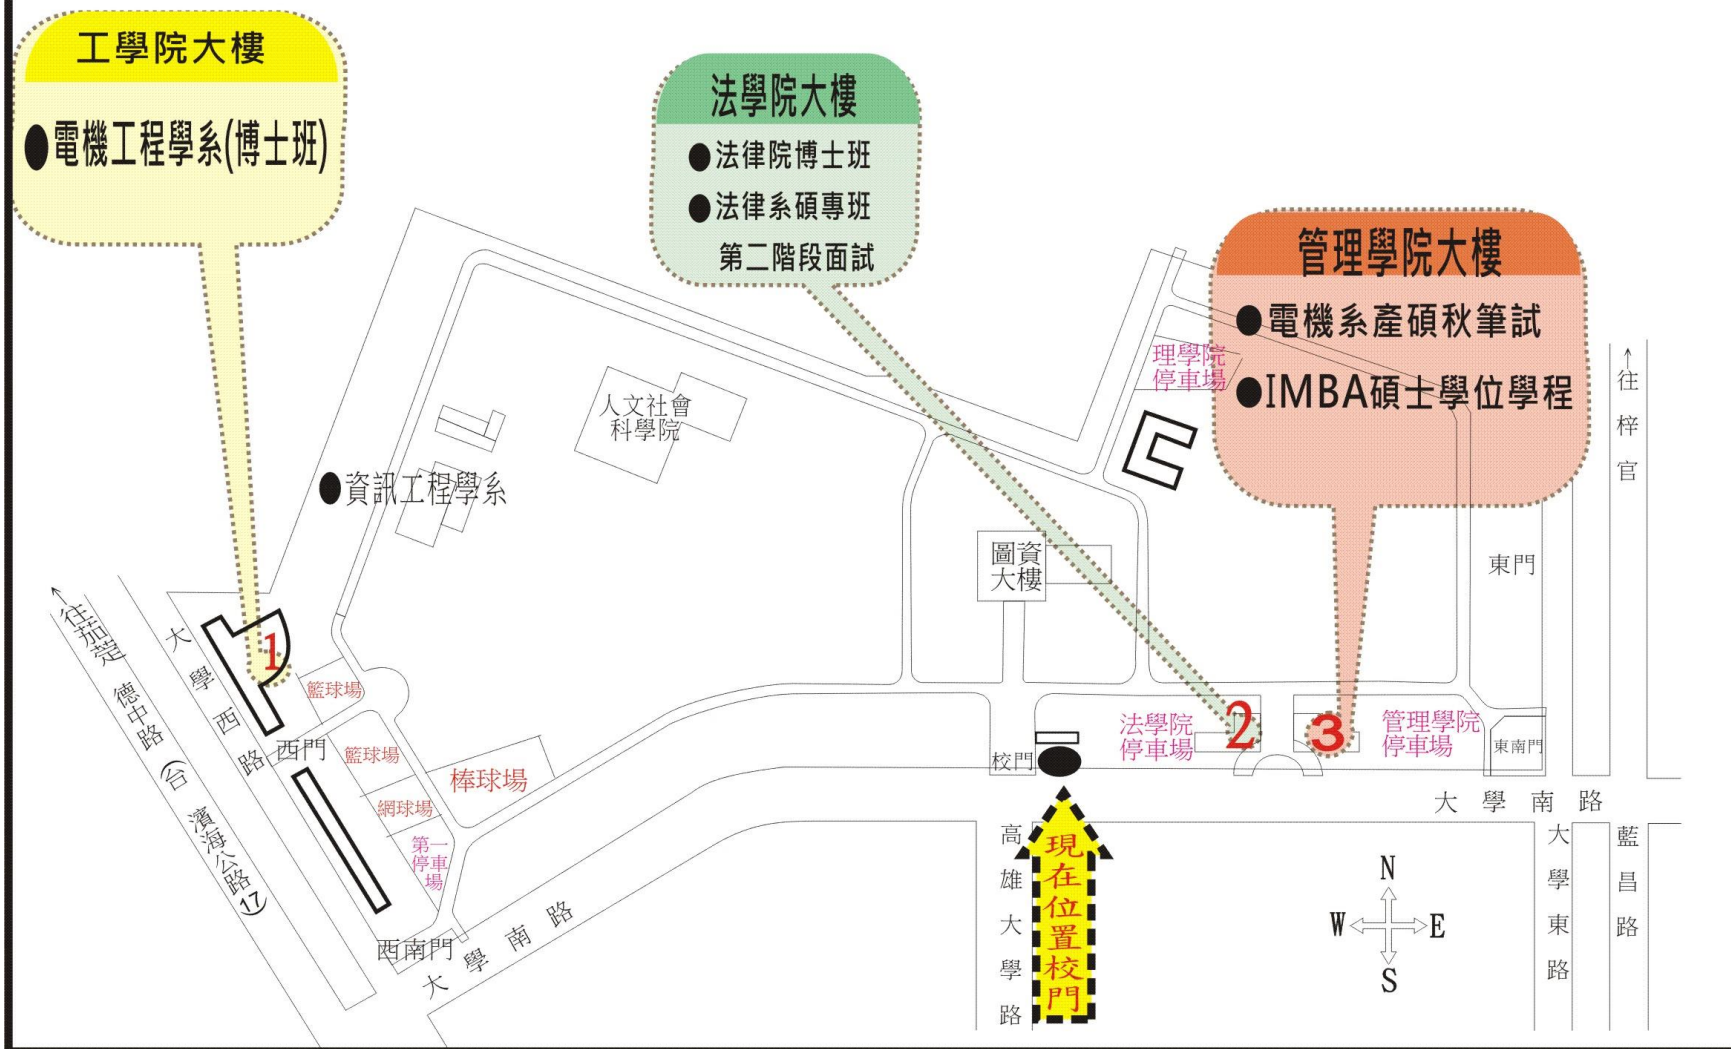 工學院大樓
●電機工程學系(博士班)
法學院大樓
●法律院博士班
●法律系碩專班
第二階段面試
管理學院大樓
●電機系產碩秋筆試
●IMBA碩士學位學程
理學院
停車場
↑往梓官
人文社會
科學院
●資訊工程學系
圖資
大樓
東門
↑往茄萣
德中路(台
濱海公路17)
大學西路
1
籃球場
西門
籃球場
網球場
棒球場
第一
停車
場
西南門
大學南路
校門
法學院
停車場
2
3
管理學院
停車場
東南門
大學南路
高雄大學路
現在位置校門
大學東路
藍昌路
N
W
E
S